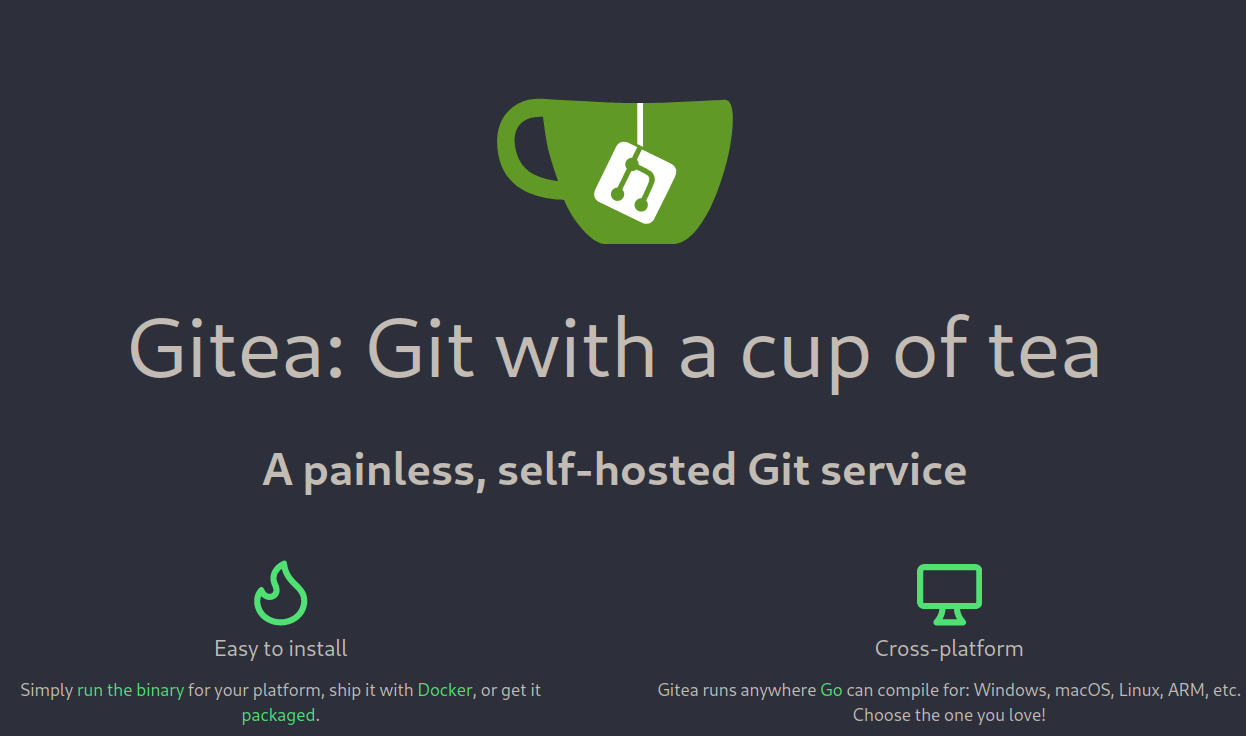 Gitea: Git with a cup of tea
A painless, self-hosted Git service
Easy to install
Simply run the binary for your platform, ship it with Docker, or get it
packaged.
Cross-platform
Gitea runs anywhere Go can compile for: Windows, macOS, Linux, ARM, etc.
Choose the one you love!